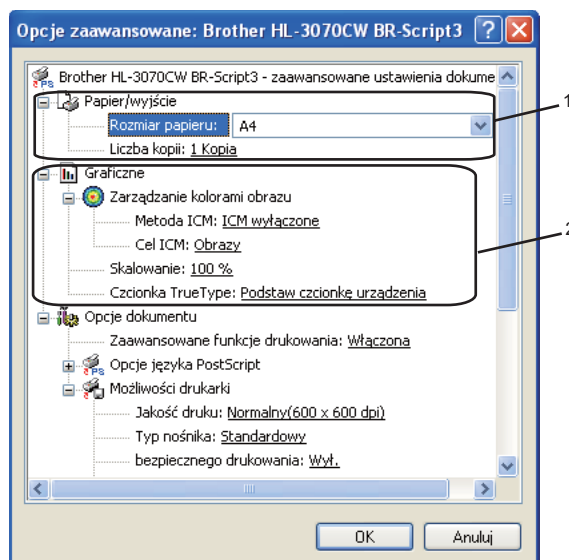 Opcje zaawansowane: Brother HL-3070CW BR-Script3
Brother HL-3070CW BR-Script3 - zaawansowane ustawienia dokume
Papier/wyjście
1
Rozmiar papieru: A4
Liczba kopii: 1 Kopia
Graficzne
Zarządzanie kolorami obrazu
Metoda ICM: ICM wyłączone
2
Cel ICM: Obrazy
Skalowanie: 100 %
Czcionka TrueType: Podstaw czcionkę urządzenia
Opcje dokumentu
Zaawansowane funkcje drukowania: Włączona
Opcje języka PostScript
Możliwości drukarki
Jakość druku: Normalny(600 x 600 dpi)
Typ nośnika: Standardowy
bezpiecznego drukowania: Wył.
OK Anuluj